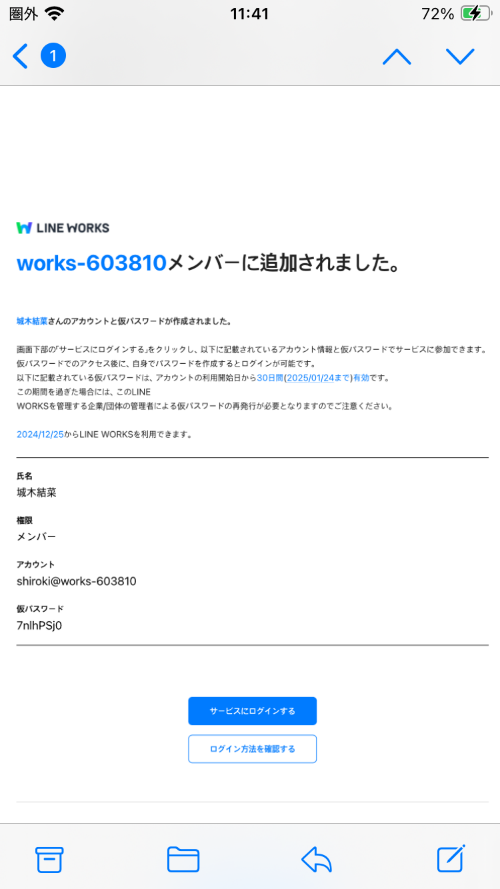 圏外 11:41 72%
1
LINE WORKS
works-603810メンバーに追加されました。
城木結菜さんのアカウントと仮パスワードが作成されました。
画面下部の「サービスにログインする」をクリックし、以下に記載されているアカウント情報と仮パスワードでサービスに参加できます。
仮パスワードでのアクセス後に、自身でパスワードを作成するとログインが可能です。
以下に記載されている仮パスワードは、アカウントの利用開始日から30日間(2025/01/24まで)有効です。
この期間を過ぎた場合には、このLINE
WORKSを管理する企業/団体の管理者による仮パスワードの再発行が必要となりますのでご注意ください。
2024/12/25からLINE WORKSを利用できます。
氏名
城木結菜
権限
メンバー
アカウント
shiroki@works-603810
仮パスワード
7nlhPSj0
サービスにログインする
ログイン方法を確認する